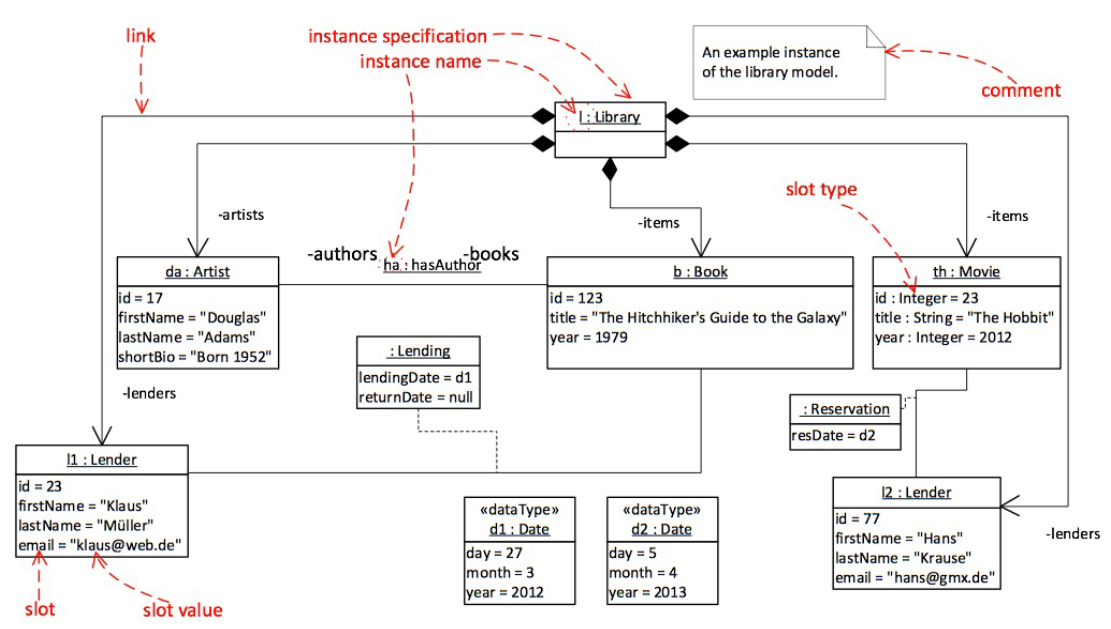 link
instance specification
instance name
An example instance
of the library model.
comment
l : Library
slot type
-artists
-items
-items
-authors
-books
ha : hasAuthor
da : Artist
id = 17
firstName = "Douglas"
lastName = "Adams"
shortBio = "Born 1952"
b : Book
id = 123
title = "The Hitchhiker's Guide to the Galaxy"
year = 1979
th : Movie
id : Integer = 23
title : String = "The Hobbit"
year : Integer = 2012
: Lending
lendingDate = d1
returnDate = null
-lenders
: Reservation
resDate = d2
l1 : Lender
id = 23
firstName = "Klaus"
lastName = "Müller"
email = "klaus@web.de"
«dataType»
d1 : Date
day = 27
month = 3
year = 2012
«dataType»
d2 : Date
day = 5
month = 4
year = 2013
l2 : Lender
id = 77
firstName = "Hans"
lastName = "Krause"
email = "hans@gmx.de"
-lenders
slot
slot value